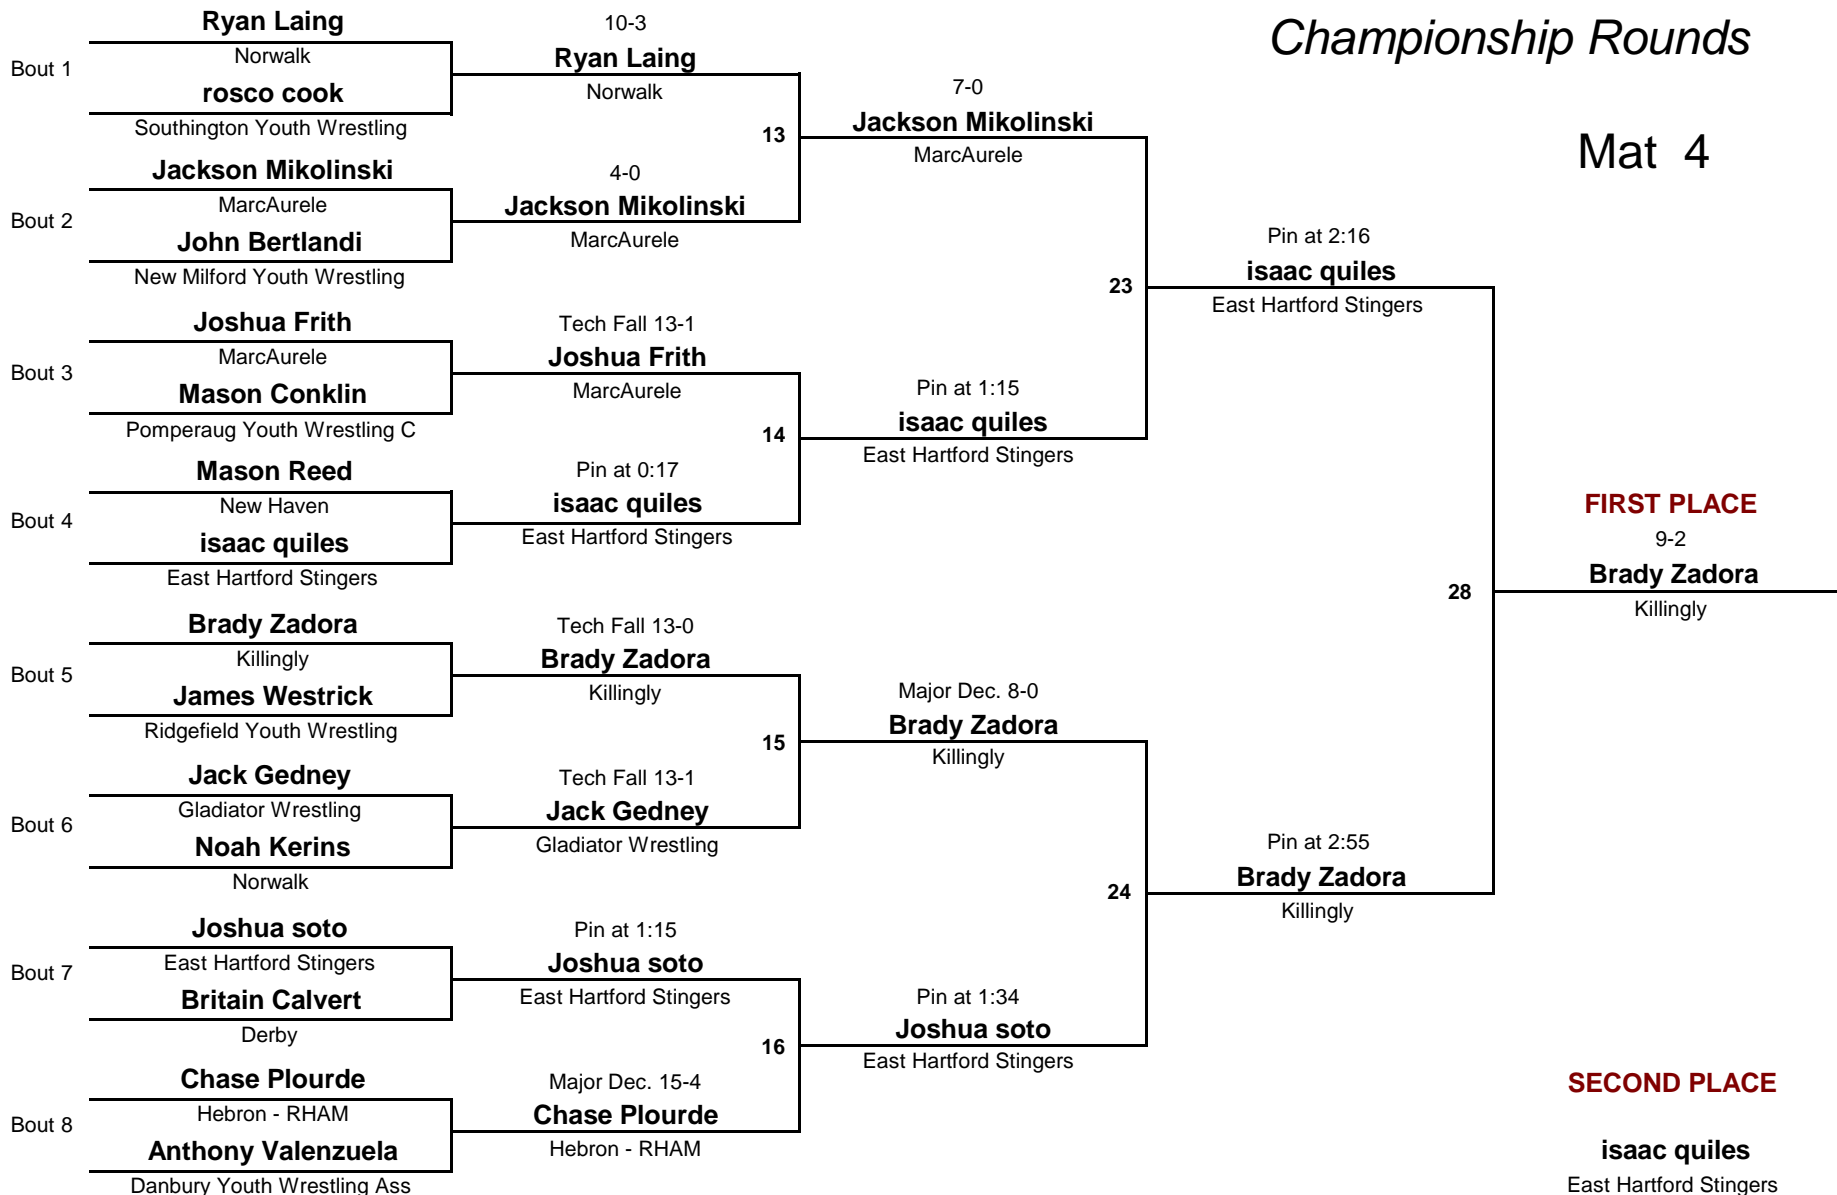 Championship Rounds
Mat 4
Bout 1
Ryan Laing
Norwalk
rosco cook
Southington Youth Wrestling
Bout 2
Jackson Mikolinski
MarcAurele
John Bertlandi
New Milford Youth Wrestling
Bout 3
Joshua Frith
MarcAurele
Mason Conklin
Pomperaug Youth Wrestling C
Bout 4
Mason Reed
New Haven
isaac quiles
East Hartford Stingers
Bout 5
Brady Zadora
Killingly
James Westrick
Ridgefield Youth Wrestling
Bout 6
Jack Gedney
Gladiator Wrestling
Noah Kerins
Norwalk
Bout 7
Joshua soto
East Hartford Stingers
Britain Calvert
Derby
Bout 8
Chase Plourde
Hebron - RHAM
Anthony Valenzuela
Danbury Youth Wrestling Ass
10-3
Ryan Laing
Norwalk
13
4-0
Jackson Mikolinski
MarcAurele
Tech Fall 13-1
Joshua Frith
MarcAurele
14
Pin at 0:17
isaac quiles
East Hartford Stingers
Tech Fall 13-0
Brady Zadora
Killingly
15
Tech Fall 13-1
Jack Gedney
Gladiator Wrestling
Pin at 1:15
Joshua soto
East Hartford Stingers
16
Major Dec. 15-4
Chase Plourde
Hebron - RHAM
7-0
Jackson Mikolinski
MarcAurele
23
Pin at 1:15
isaac quiles
East Hartford Stingers
Major Dec. 8-0
Brady Zadora
Killingly
24
Pin at 1:34
Joshua soto
East Hartford Stingers
Pin at 2:16
isaac quiles
East Hartford Stingers
28
Pin at 2:55
Brady Zadora
Killingly
FIRST PLACE
9-2
Brady Zadora
Killingly
SECOND PLACE
isaac quiles
East Hartford Stingers